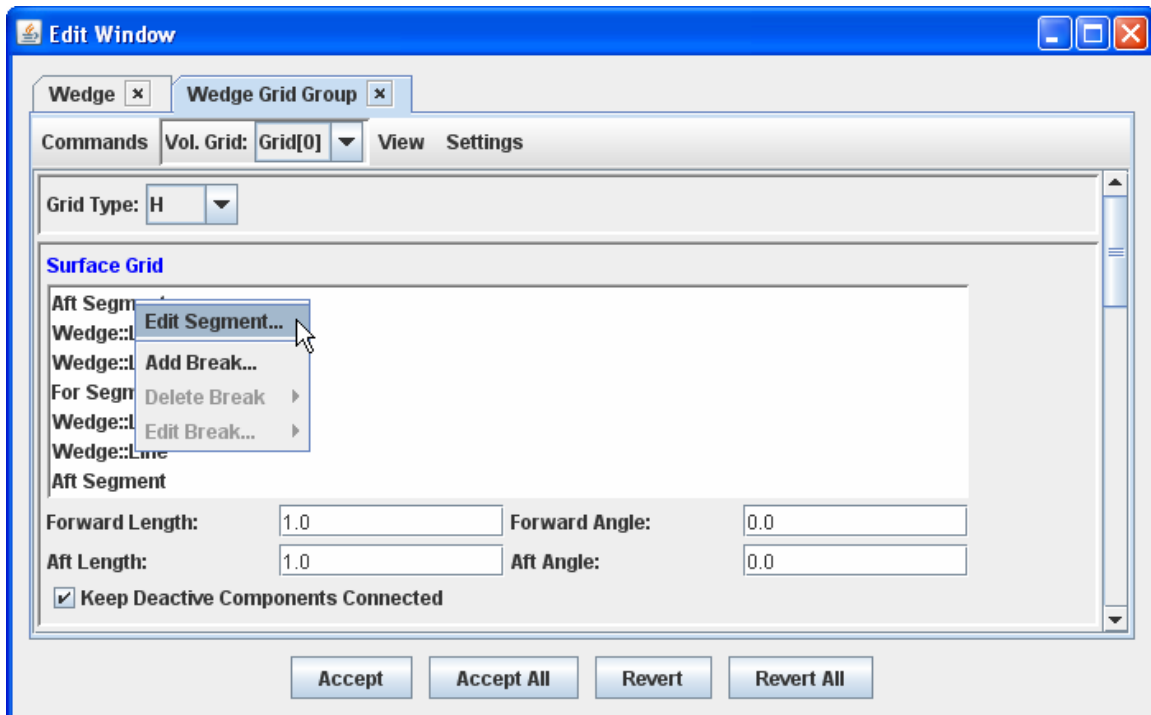 Edit Window
Wedge Wedge Grid Group
Commands Vol. Grid: Grid[0] View Settings
Grid Type: H
Surface Grid
Aft Segm
Edit Segment...
Wedge::L
Wedge::L Add Break...
For Segm Delete Break
Wedge::L Edit Break...
Wedge::Line
Aft Segment
Forward Length: 1.0 Forward Angle: 0.0
Aft Length: 1.0 Aft Angle: 0.0
Keep Deactive Components Connected
Accept Accept All Revert Revert All